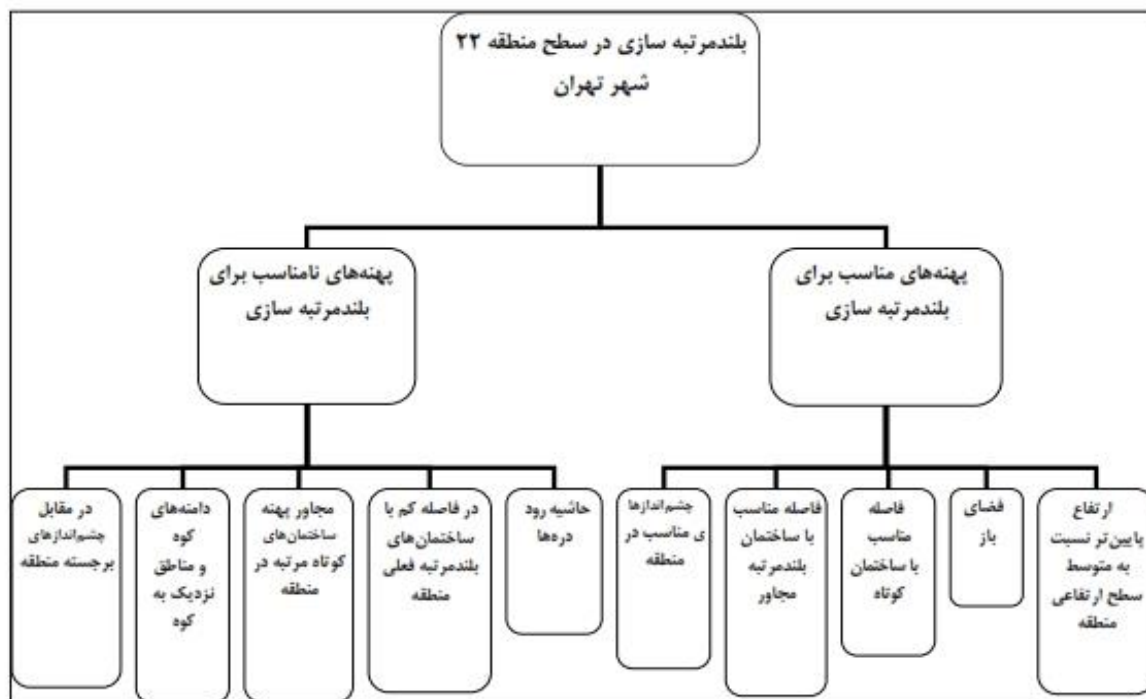 بلندمرتبه سازی در سطح منطقه ۲۲
شهر تهران
پهنه‌های مناسب برای
بلندمرتبه سازی
پهنه‌های نامناسب برای
بلندمرتبه سازی
ارتفاع
پایین‌تر نسبت
به متوسط
سطح ارتفاعی
منطقه
فضای
باز
فاصله
مناسب
با ساختمان
کوتاه
فاصله مناسب
با ساختمان
بلندمرتبه
مجاور
چشم‌اندازها
ی مناسب در
منطقه
حاشیه رود
دره‌ها
در فاصله کم با
ساختمان‌های
بلندمرتبه فعلی
منطقه
مجاور پهنه
ساختمان‌های
کوتاه مرتبه در
منطقه
دامنه‌های
کوه
و مناطق
نزدیک به
کوه
در مقابل
چشم‌اندازهای
برجسته منطقه